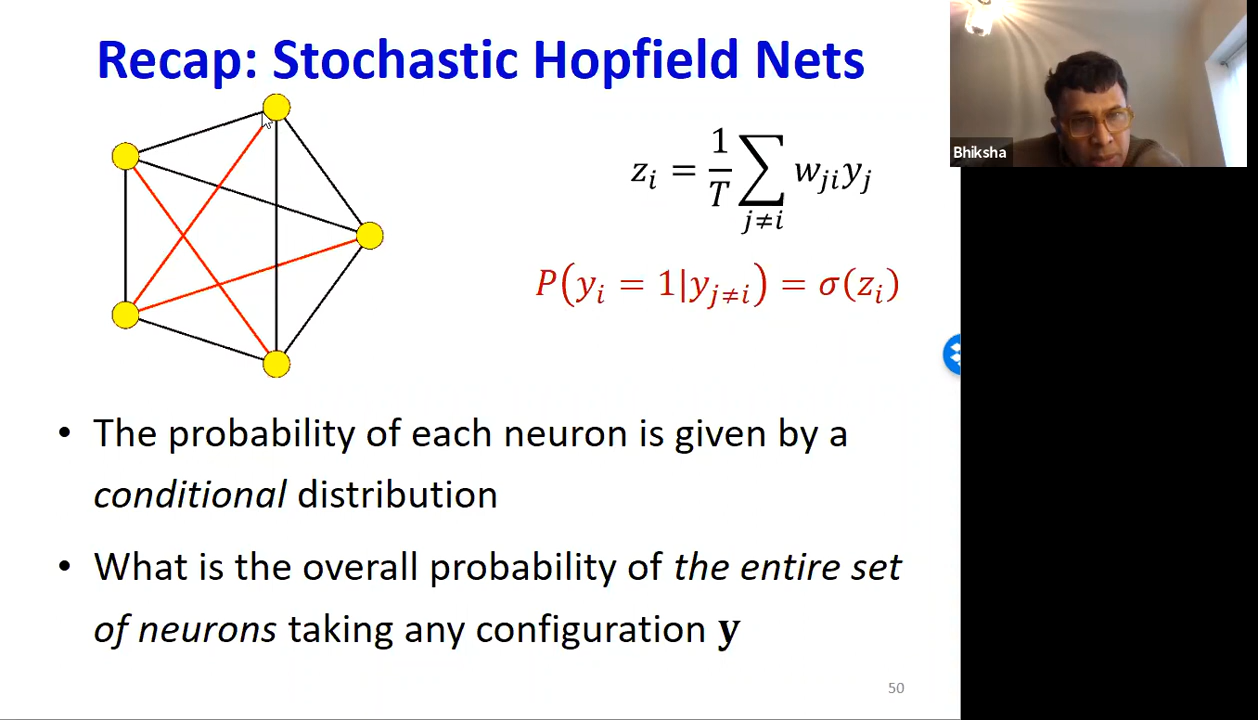 Recap: Stochastic Hopfield Nets
Bhiksha
z_i = \frac{1}{T} \sum_{j \neq i} w_{ji} y_j
P(y_i = 1|y_{j \neq i}) = σ(z_i)
• The probability of each neuron is given by a
conditional distribution
• What is the overall probability of the entire set
of neurons taking any configuration y
50